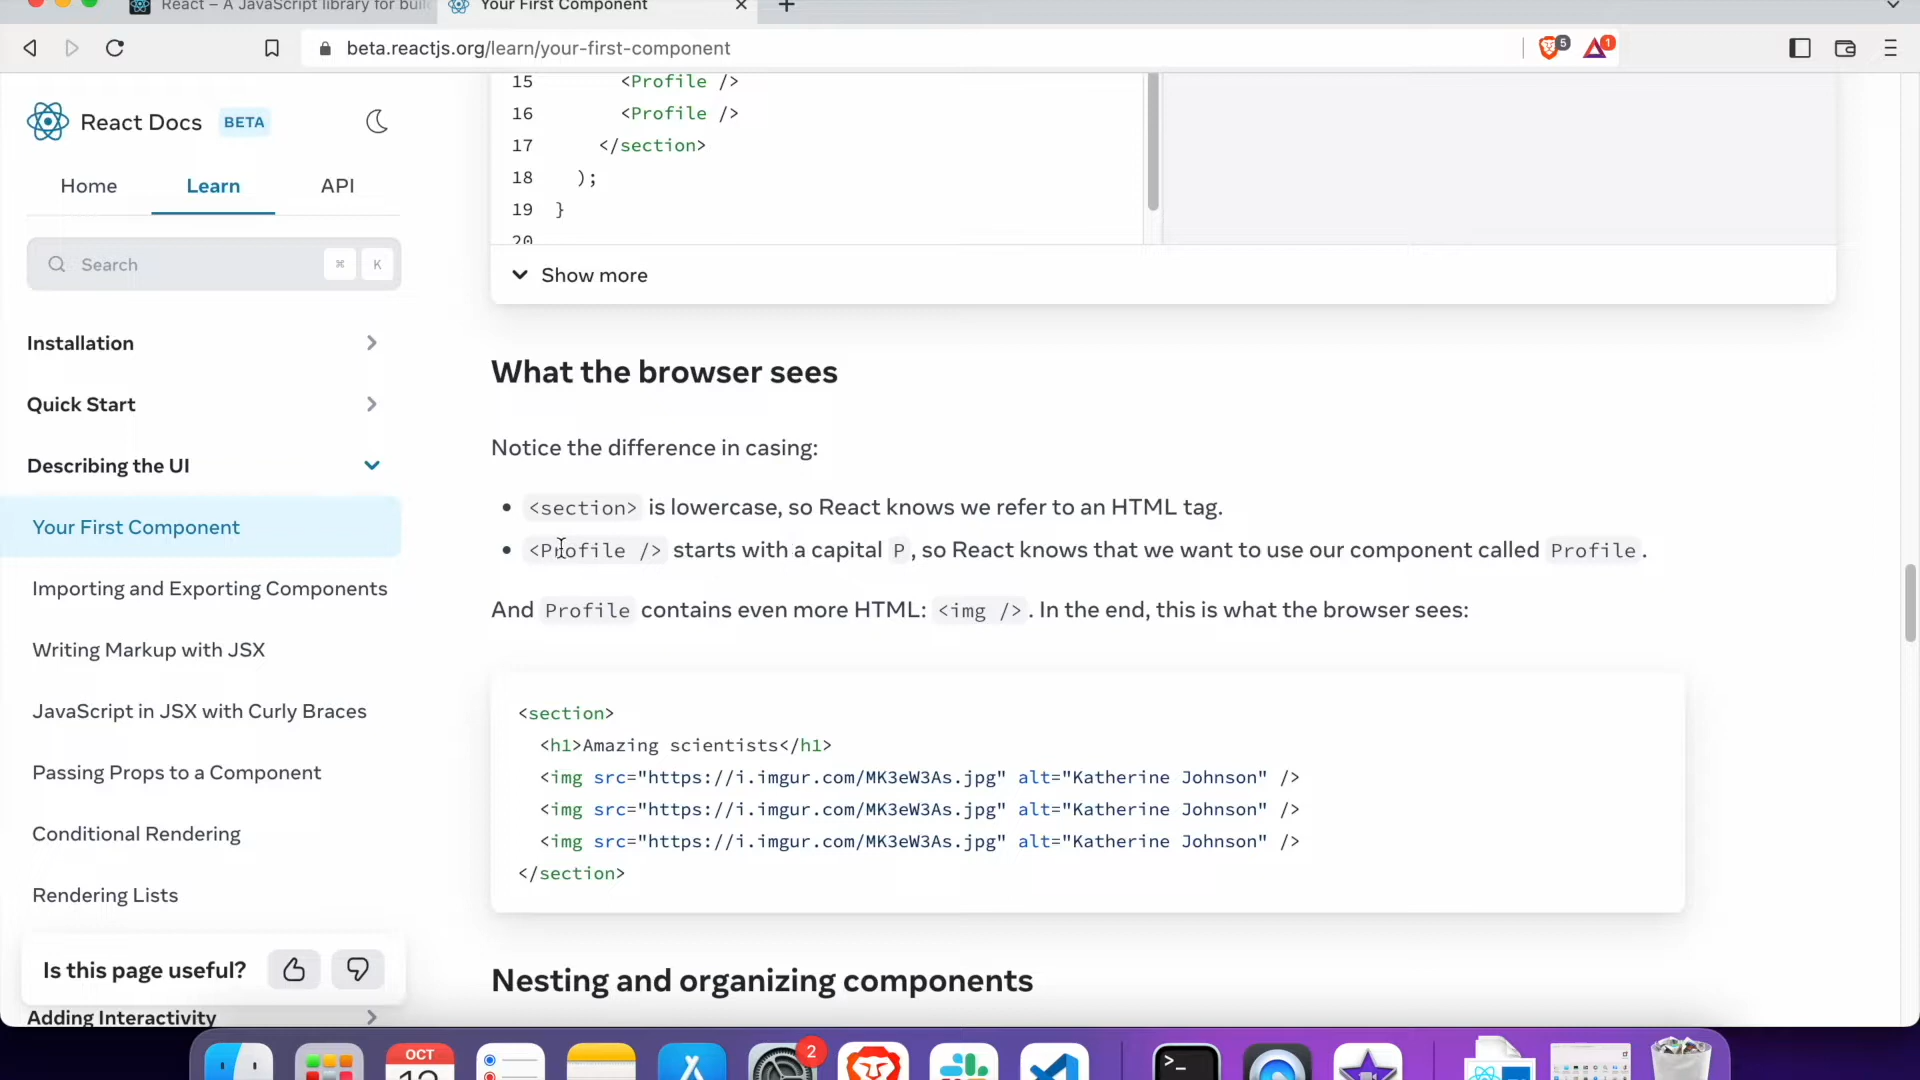 React – A JavaScript library for buil
Your First Component
beta.reactjs.org/learn/your-first-component
5
1
React Docs BETA
Home Learn API
Search ⌘ K
Installation
Quick Start
Describing the UI
Your First Component
Importing and Exporting Components
Writing Markup with JSX
JavaScript in JSX with Curly Braces
Passing Props to a Component
Conditional Rendering
Rendering Lists
Is this page useful?
Adding Interactivity
15 <Profile />
16 <Profile />
17 </section>
18 );
19 }
20
Show more
What the browser sees
Notice the difference in casing:
• <section> is lowercase, so React knows we refer to an HTML tag.
• <Profile /> starts with a capital P, so React knows that we want to use our component called Profile.
And Profile contains even more HTML: <img />. In the end, this is what the browser sees:
<section>
<h1>Amazing scientists</h1>
<img src="https://i.imgur.com/MK3eW3As.jpg" alt="Katherine Johnson" />
<img src="https://i.imgur.com/MK3eW3As.jpg" alt="Katherine Johnson" />
<img src="https://i.imgur.com/MK3eW3As.jpg" alt="Katherine Johnson" />
</section>
Nesting and organizing components
OCT
2
>_